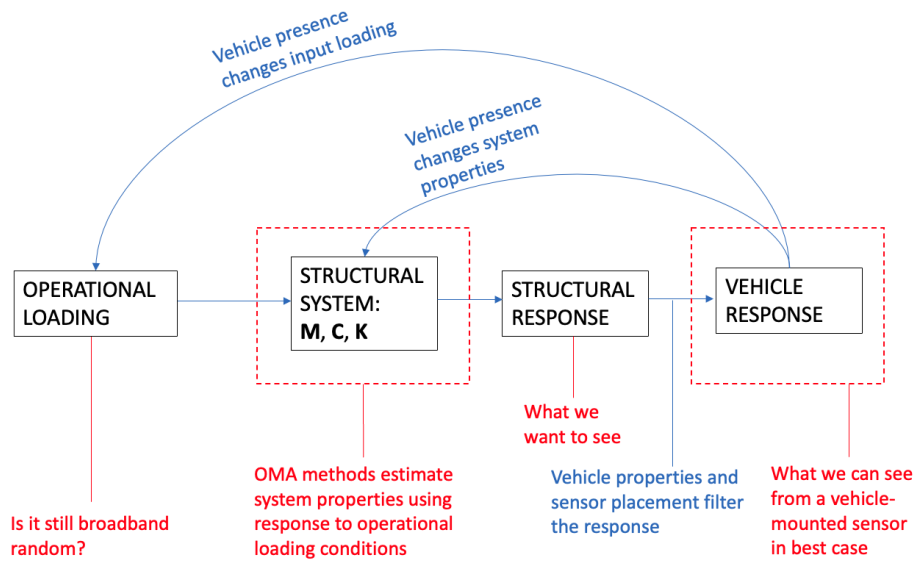 Vehicle presence
changes input loading
Vehicle presence
changes system
properties
OPERATIONAL
LOADING
STRUCTURAL
SYSTEM:
M, C, K
STRUCTURAL
RESPONSE
VEHICLE
RESPONSE
What we
want to see
OMA methods estimate
system properties using
response to operational
loading conditions
Vehicle properties and
sensor placement filter
the response
What we can see
from a vehicle-
mounted sensor
in best case
Is it still broadband
random?